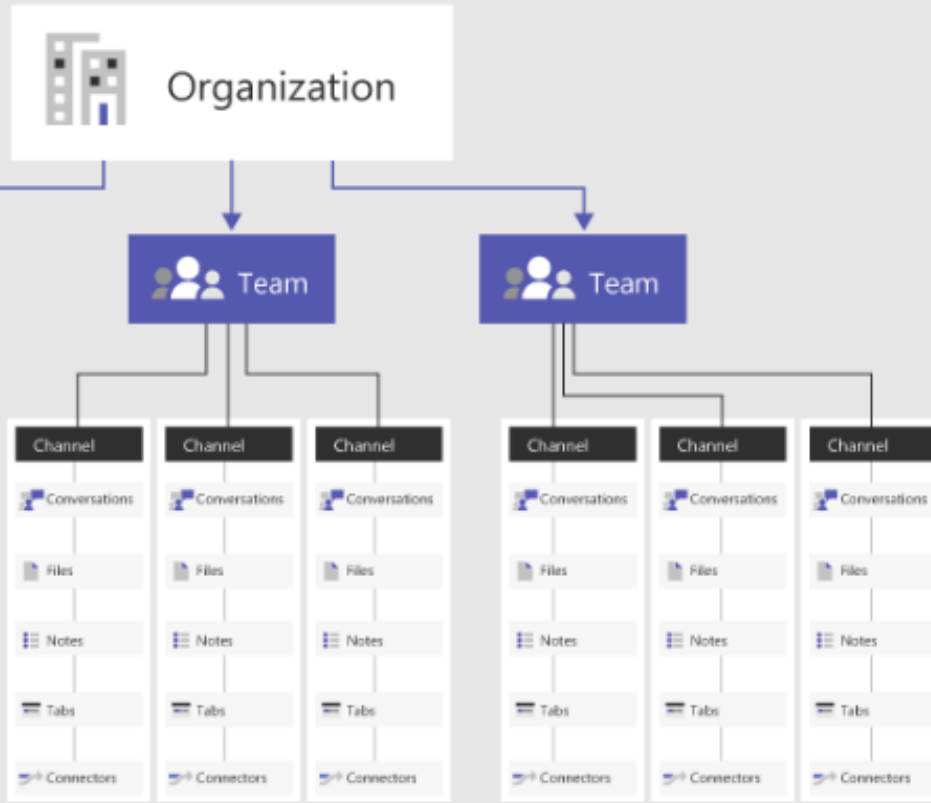 Organization
Team Team
Channel Channel Channel Channel Channel Channel
Conversations Conversations Conversations Conversations Conversations Conversations
Files Files Files Files Files Files
Notes Notes Notes Notes Notes Notes
Tabs Tabs Tabs Tabs Tabs Tabs
Connectors Connectors Connectors Connectors Connectors Connectors